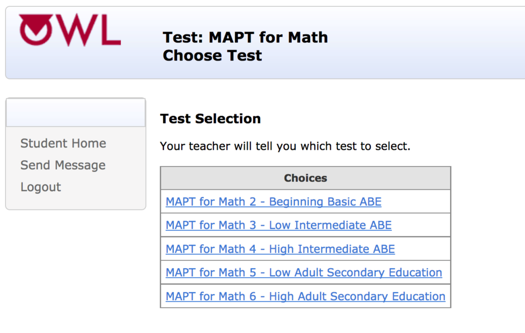 OWL
Test: MAPT for Math
Choose Test
Student Home
Send Message
Logout
Test Selection
Your teacher will tell you which test to select.
Choices
MAPT for Math 2 - Beginning Basic ABE
MAPT for Math 3 - Low Intermediate ABE
MAPT for Math 4 - High Intermediate ABE
MAPT for Math 5 - Low Adult Secondary Education
MAPT for Math 6 - High Adult Secondary Education